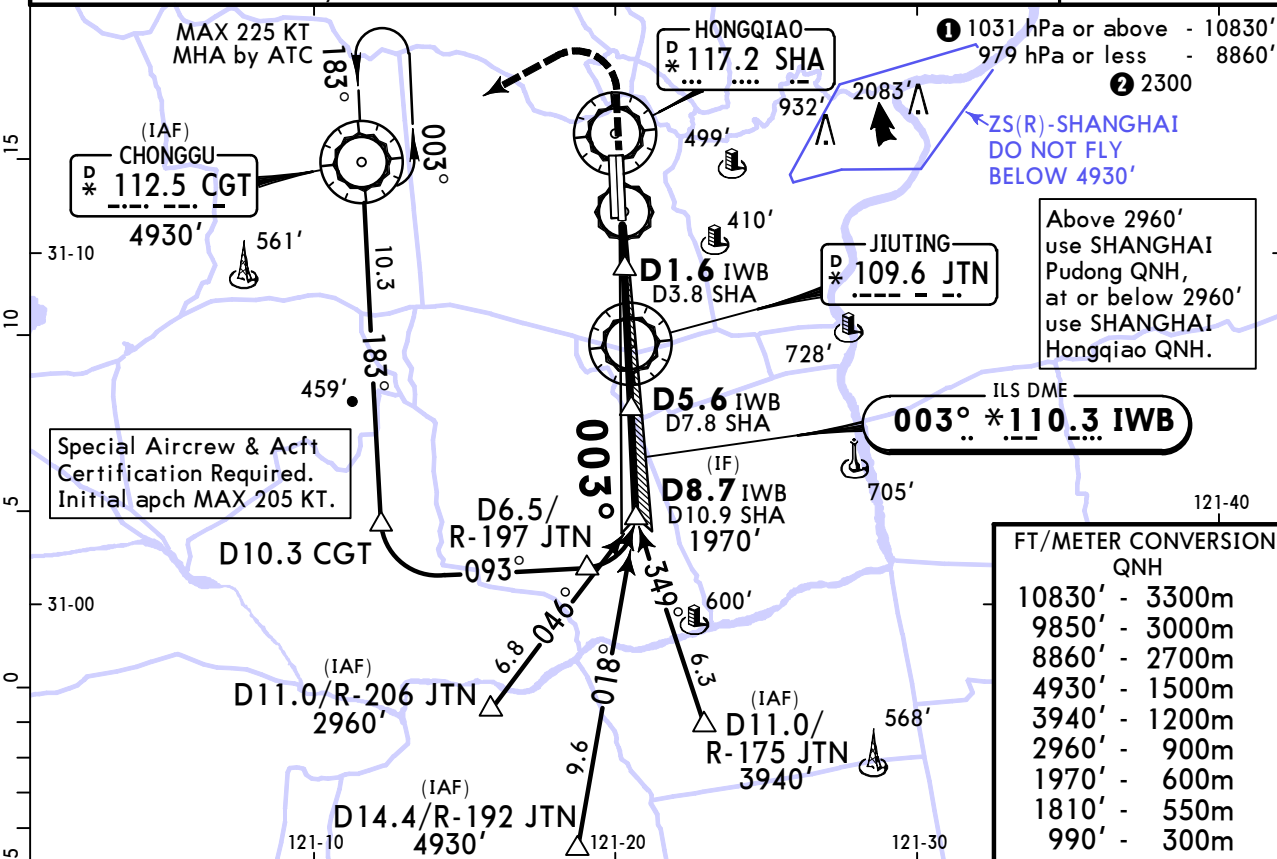 MAX 225 KT
MHA by ATC
183°
003°
HONGQIAO
D
* 117.2 SHA
❶ 1031 hPa or above - 10830'
979 hPa or less - 8860'
❷ 2300
932'
2083'
499'
ZS(R)-SHANGHAI
DO NOT FLY
BELOW 4930'
15
(IAF)
CHONGGU
D
* 112.5 CGT
4930'
561'
31-10
410'
D1.6 IWB
D3.8 SHA
JIUTING
D
* 109.6 JTN
Above 2960'
use SHANGHAI
Pudong QNH,
at or below 2960'
use SHANGHAI
Hongqiao QNH.
10.3
183°
10
728'
459'
D5.6 IWB
D7.8 SHA
ILS DME
003° *110.3 IWB
Special Aircrew & Acft
Certification Required.
Initial apch MAX 205 KT.
003°
(IF)
D8.7 IWB
D10.9 SHA
1970'
705'
5
D6.5/
R-197 JTN
D10.3 CGT
093°
121-40
349°
600'
31-00
046°
6.8
018°
6.3
(IAF)
D11.0/R-206 JTN
2960'
0
(IAF)
D11.0/
R-175 JTN
3940'
568'
9.6
(IAF)
D14.4/R-192 JTN
4930'
5
121-10
121-20
121-30
FT/METER CONVERSION
QNH
10830' - 3300m
9850' - 3000m
8860' - 2700m
4930' - 1500m
3940' - 1200m
2960' - 900m
1970' - 600m
1810' - 550m
990' - 300m